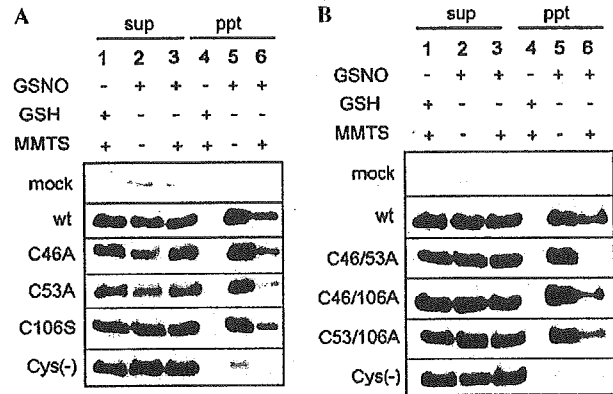 A
sup ppt
1 2 3 4 5 6
GSNO - + + - + +
GSH + - - + - -
MMTS + - + + - +
mock
wt
C46A
C53A
C106S
Cys(-)
B
sup ppt
1 2 3 4 5 6
GSNO - + + - + +
GSH + - - + - -
MMTS + - + + - +
mock
wt
C46/53A
C46/106A
C53/106A
Cys(-)